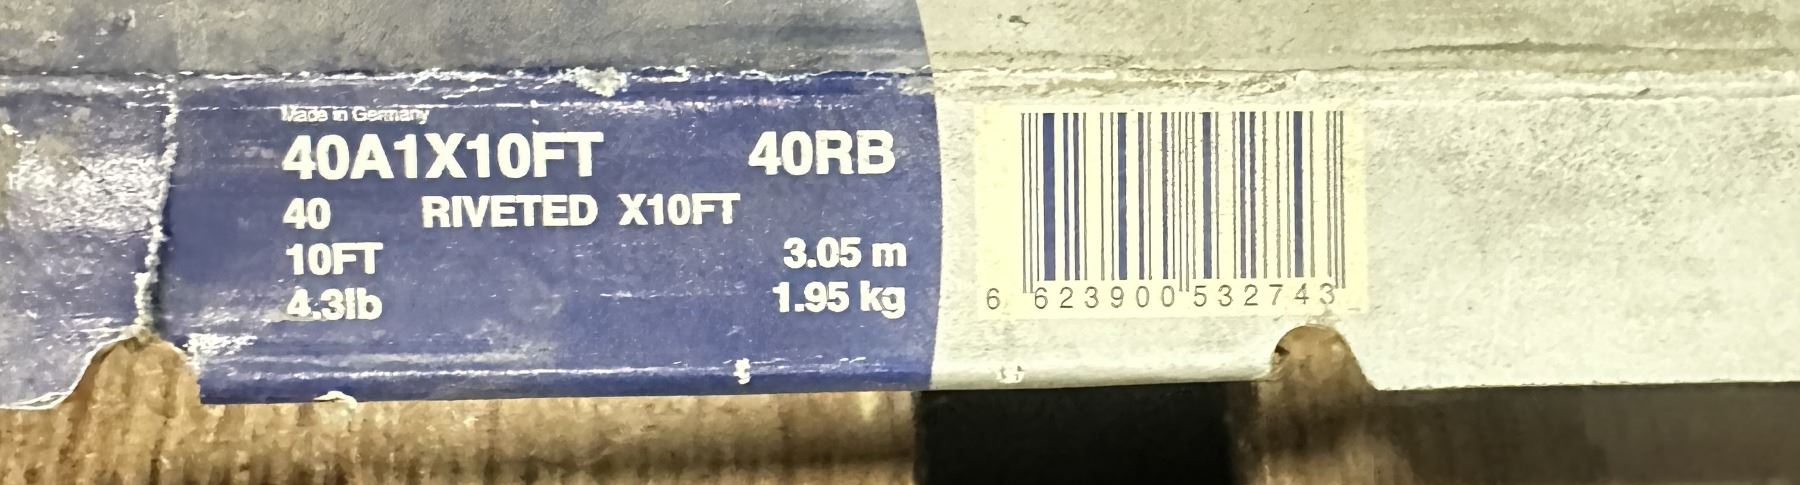 Made in Germany
40A1X10FT 40RB
40 RIVETED X10FT
10FT 3.05 m
4.3lb 1.95 kg
6 623900 532743